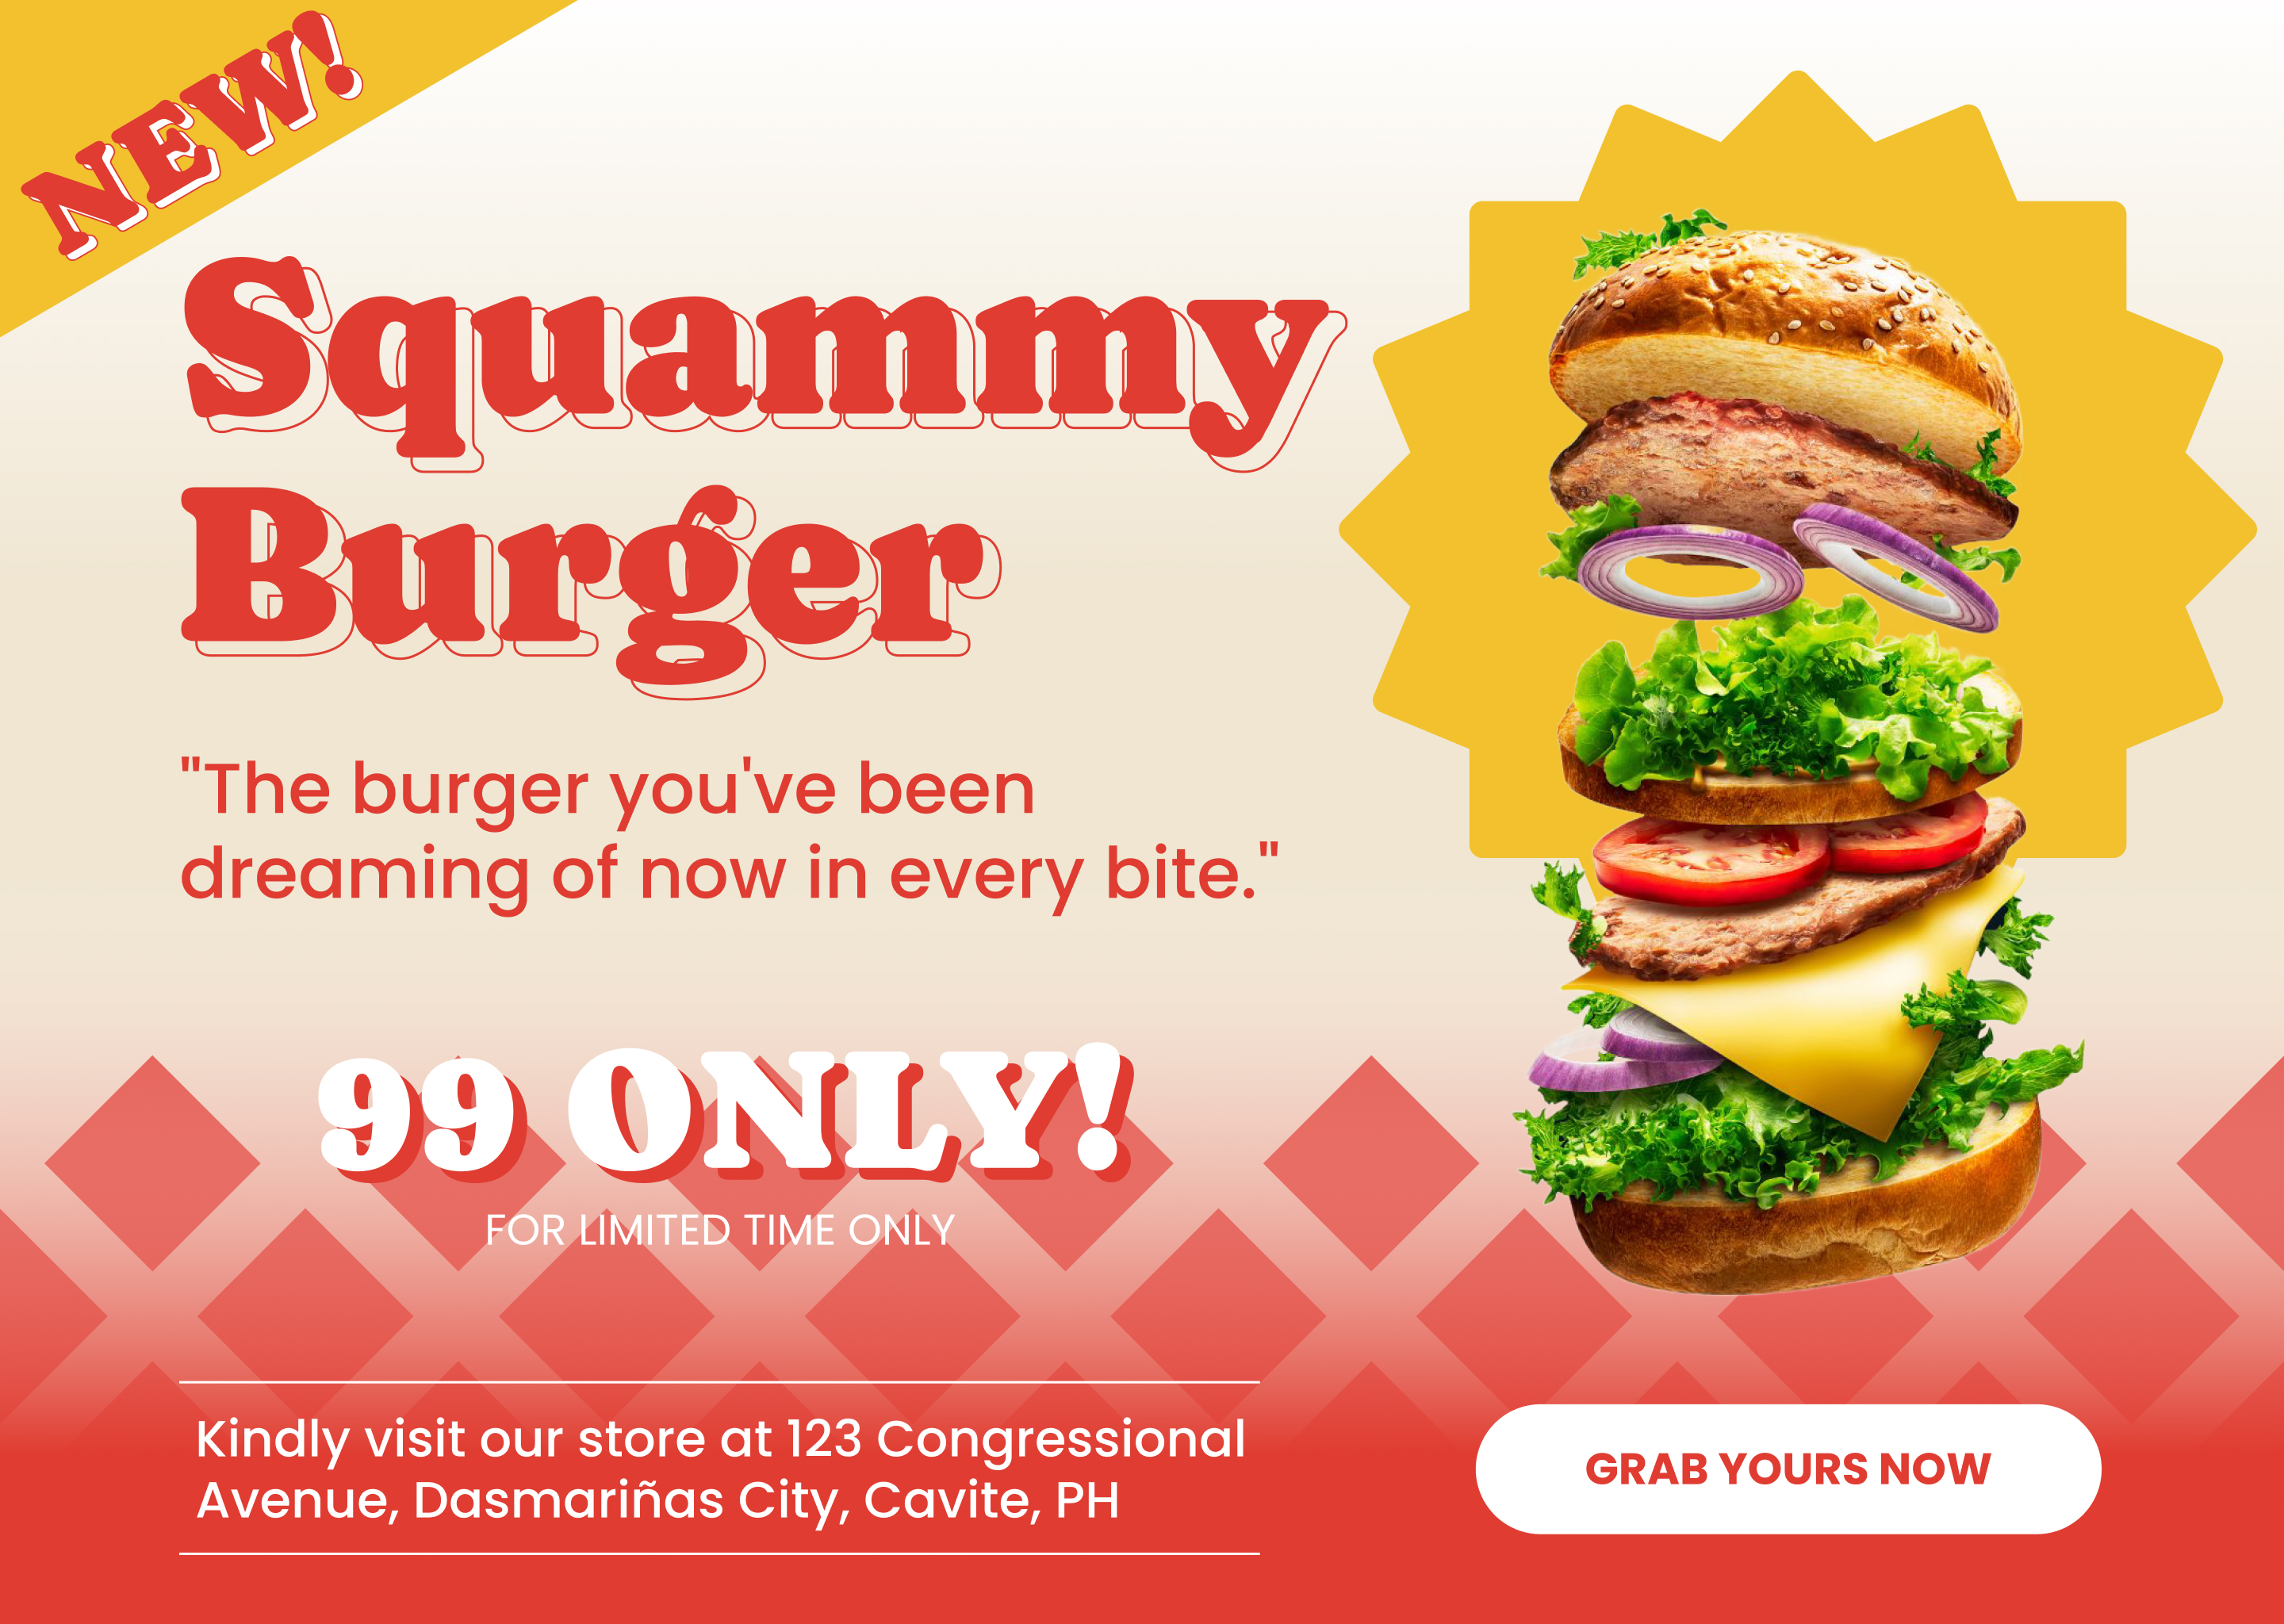 NEW!
Squammy
Burger
"The burger you've been
dreaming of now in every bite."
99 ONLY!
FOR LIMITED TIME ONLY
Kindly visit our store at 123 Congressional
Avenue, Dasmariñas City, Cavite, PH
GRAB YOURS NOW